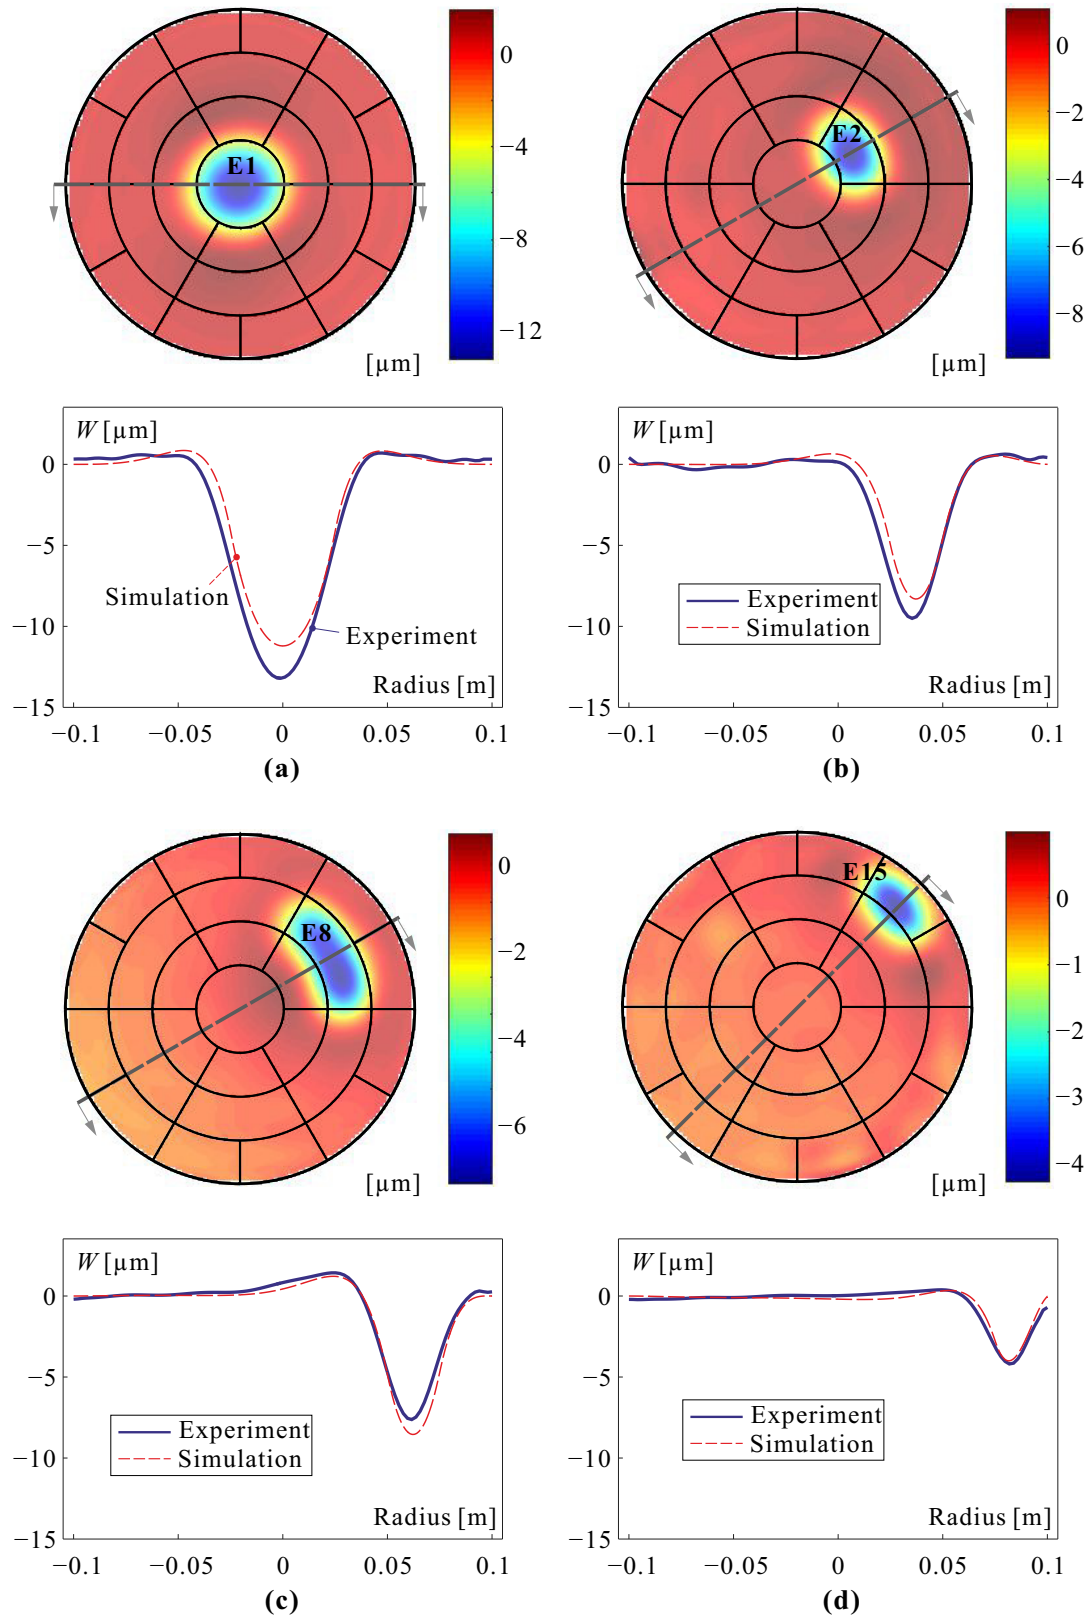 0
−4
−8
−12
E1
[µm]
0
−2
−4
−6
−8
E2
[µm]
W [µm]
0
−5
−10
−15
Simulation
Experiment
Radius [m]
−0.1 −0.05 0 0.05 0.1
(a)
W [µm]
0
−5
−10
−15
Experiment
Simulation
Radius [m]
−0.1 −0.05 0 0.05 0.1
(b)
0
−2
−4
−6
E8
[µm]
0
−1
−2
−3
−4
E15
[µm]
W [µm]
0
−5
−10
−15
Experiment
Simulation
Radius [m]
−0.1 −0.05 0 0.05 0.1
(c)
W [µm]
0
−5
−10
−15
Experiment
Simulation
Radius [m]
−0.1 −0.05 0 0.05 0.1
(d)